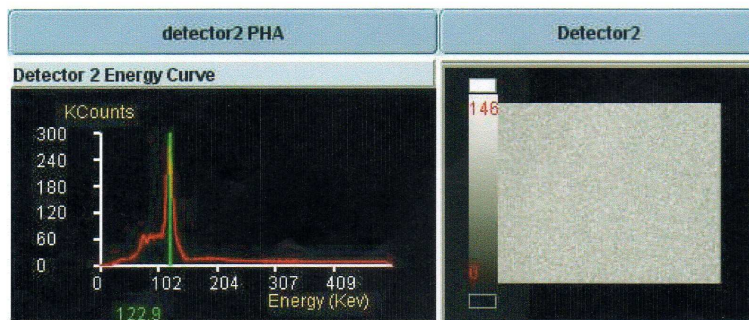 detector2 PHA
Detector2
Detector 2 Energy Curve
KCounts
300
240
180
120
60
0
0 102 204 307 409
Energy (Kev)
122.9
146
0